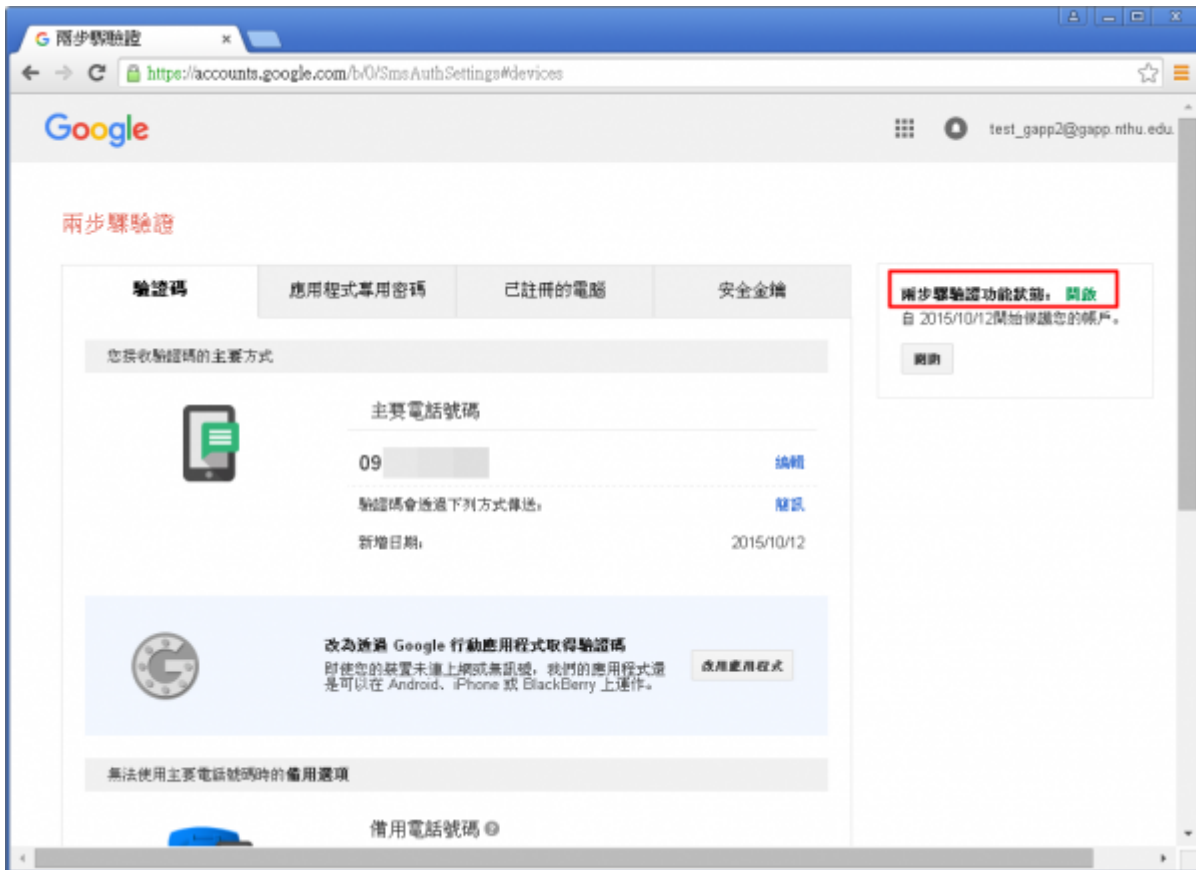 兩步驟驗證
https://accounts.google.com/b/0/SmsAuthSettings#devices
Google
test_gapp2@gapp.nthu.edu.
兩步驟驗證
驗證碼
應用程式專用密碼
已註冊的電腦
安全金鑰
兩步驟驗證功能狀態： 開啟
自 2015/10/12開始保護您的帳戶。
關閉
您接收驗證碼的主要方式
主要電話號碼
09
編輯
驗證碼會透過下列方式傳送：
簡訊
新增日期：
2015/10/12
改為透過 Google 行動應用程式取得驗證碼
即使您的裝置未連上網或無訊號，我們的應用程式還
是可以在 Android、iPhone 或 BlackBerry 上運作。
改用應用程式
無法使用主要電話號碼時的備用選項
備用電話號碼